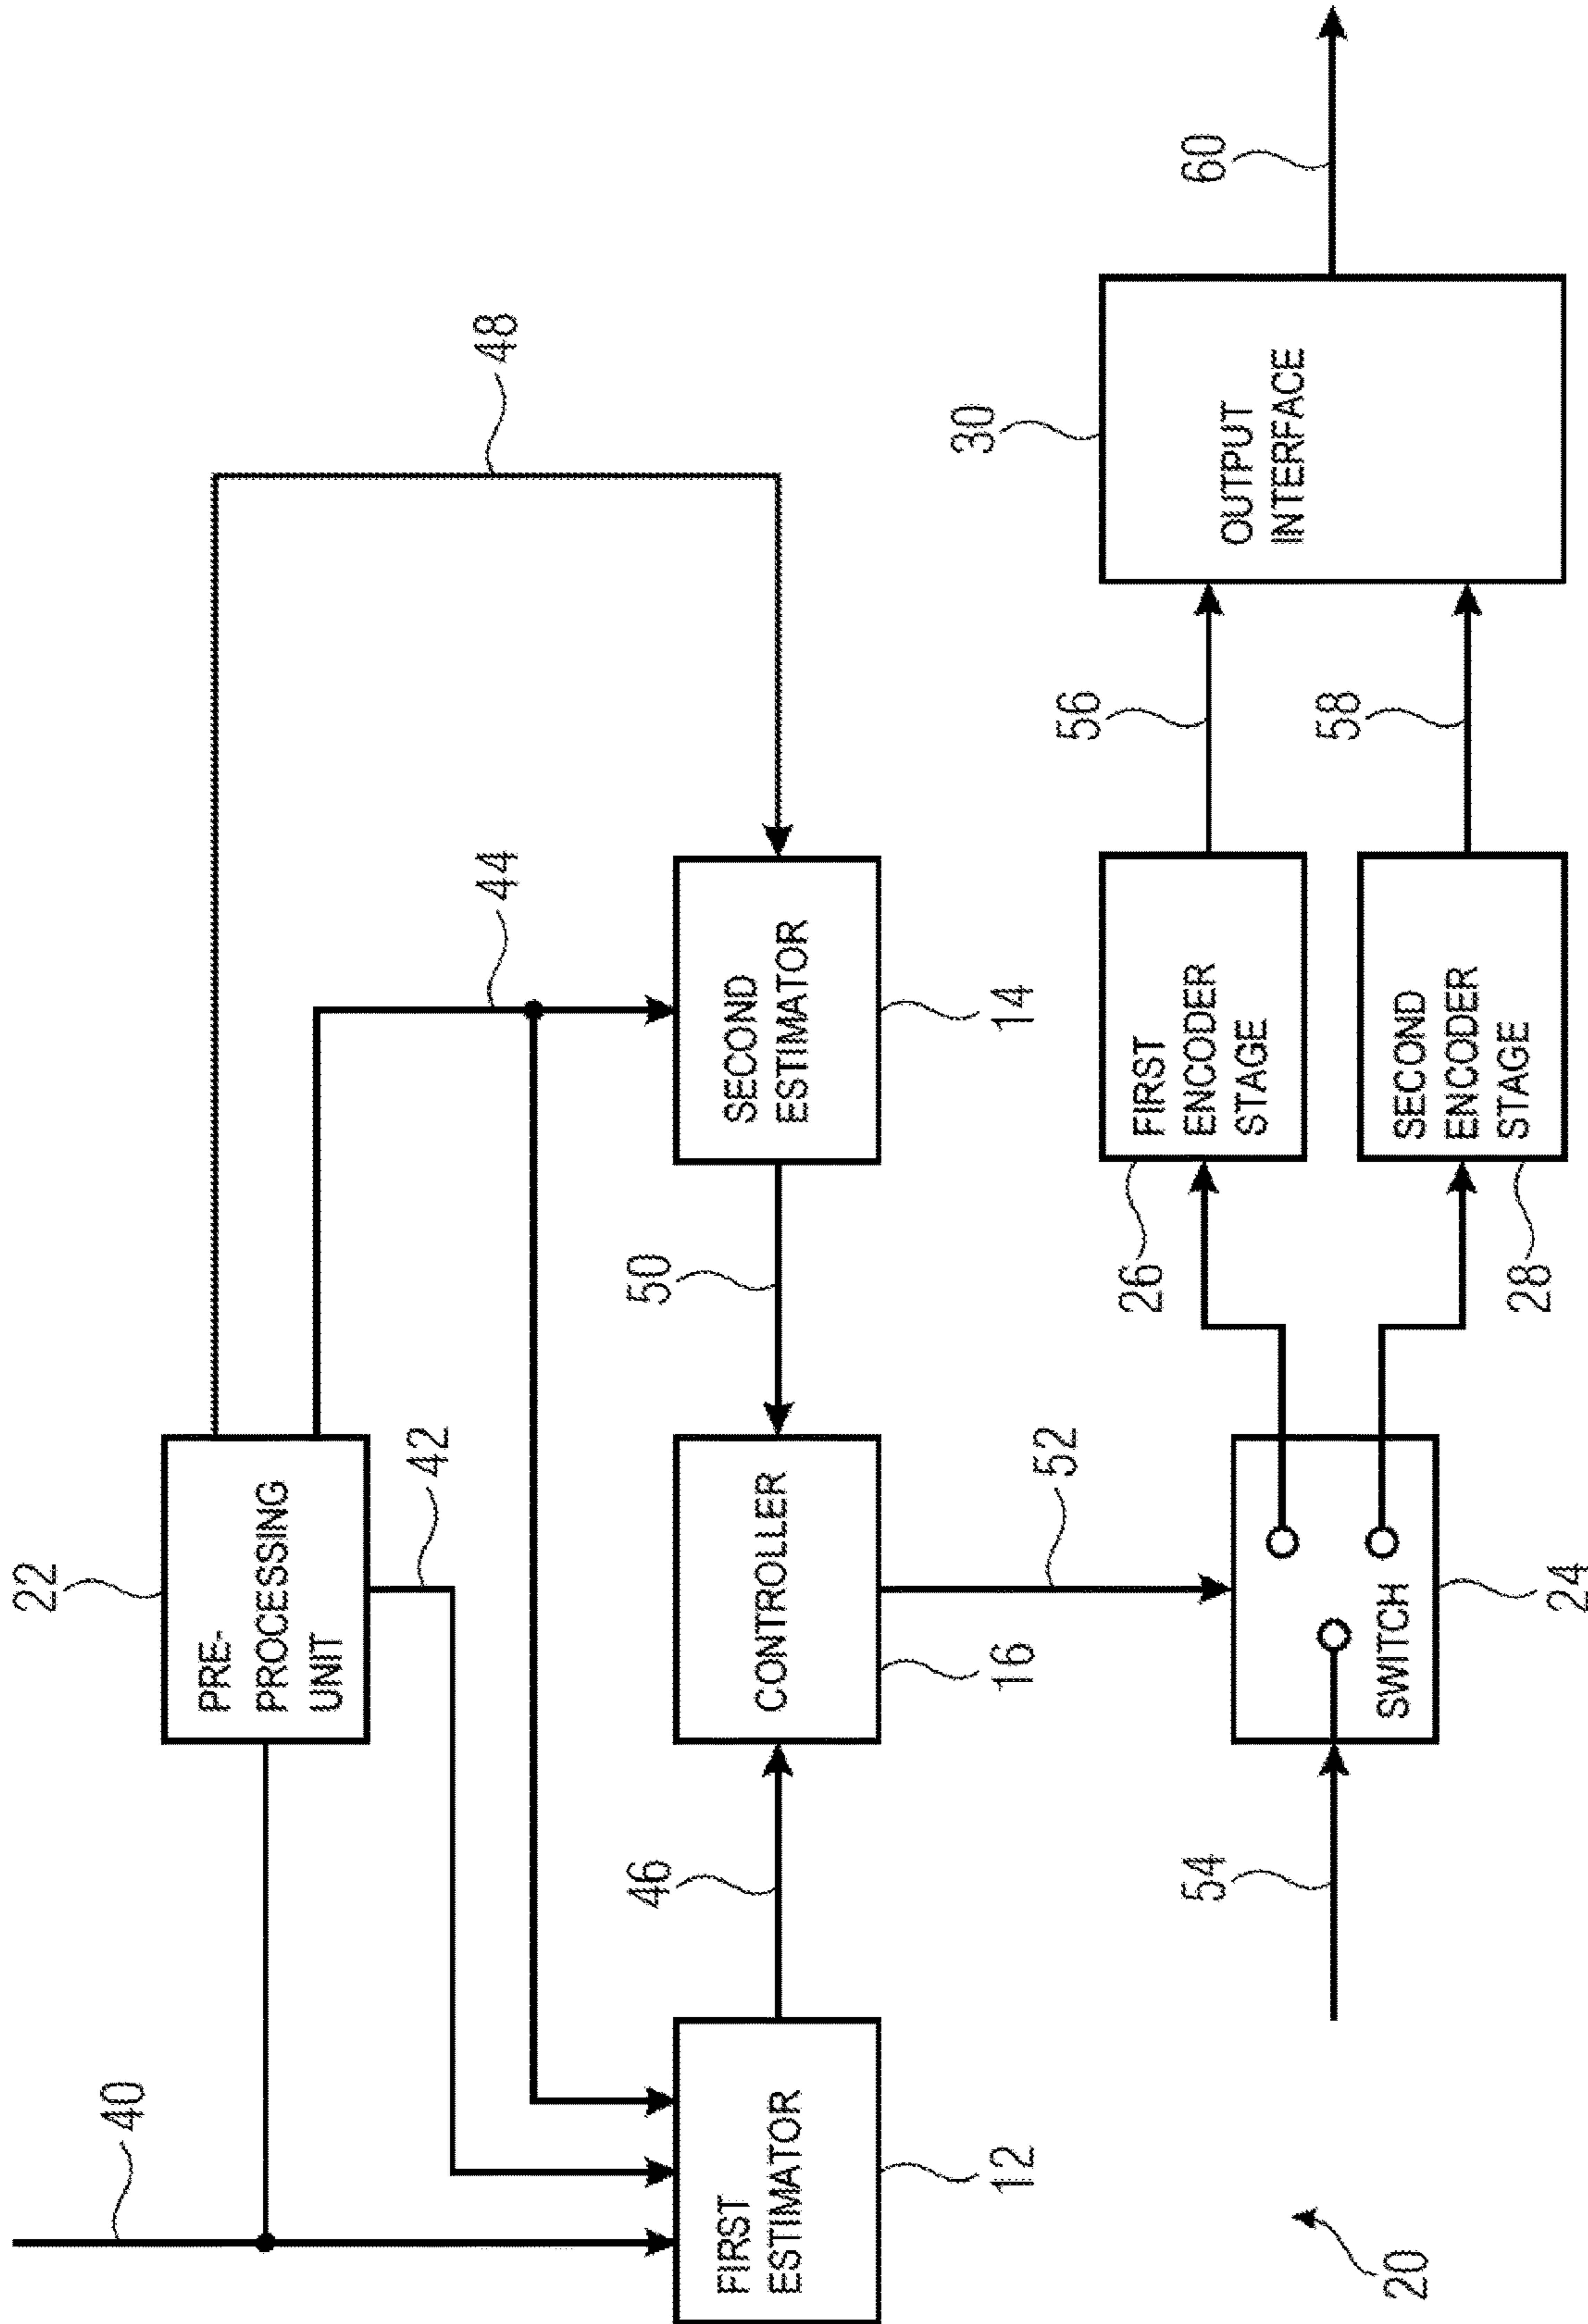 40
22
PRE-
PROCESSING
UNIT
42
44
48
FIRST
ESTIMATOR
12
46
CONTROLLER
16
50
SECOND
ESTIMATOR
14
52
54
SWITCH
24
26
FIRST
ENCODER
STAGE
28
SECOND
ENCODER
STAGE
56
58
30
OUTPUT
INTERFACE
60
20